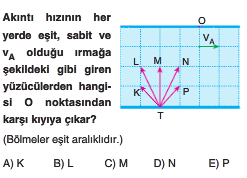 Akıntı hızının her
yerde eşit, sabit ve
vA olduğu ırmağa
şekildeki gibi giren
yüzücülerden hangi-
si O noktasından
karşı kıyıya çıkar?
(Bölmeler eşit aralıklıdır.)
O
VA
L M N
K P
T
A) K B) L C) M D) N E) P